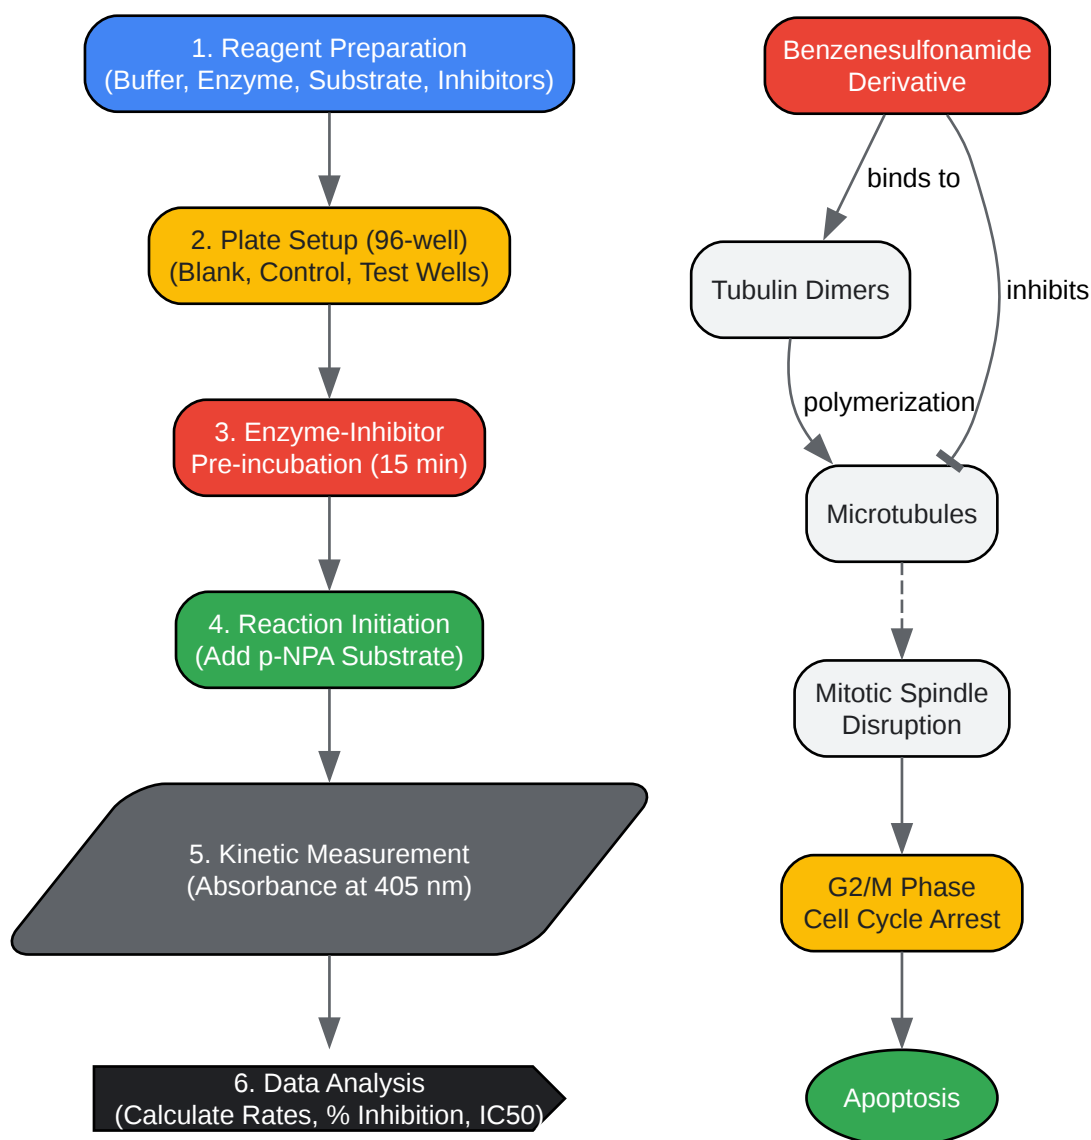 1. Reagent Preparation
(Buffer, Enzyme, Substrate, Inhibitors)
2. Plate Setup (96-well)
(Blank, Control, Test Wells)
3. Enzyme-Inhibitor
Pre-incubation (15 min)
4. Reaction Initiation
(Add p-NPA Substrate)
5. Kinetic Measurement
(Absorbance at 405 nm)
6. Data Analysis
(Calculate Rates, % Inhibition, IC50)
Benzenesulfonamide
Derivative
binds to
Tubulin Dimers
inhibits
polymerization
Microtubules
Mitotic Spindle
Disruption
G2/M Phase
Cell Cycle Arrest
Apoptosis